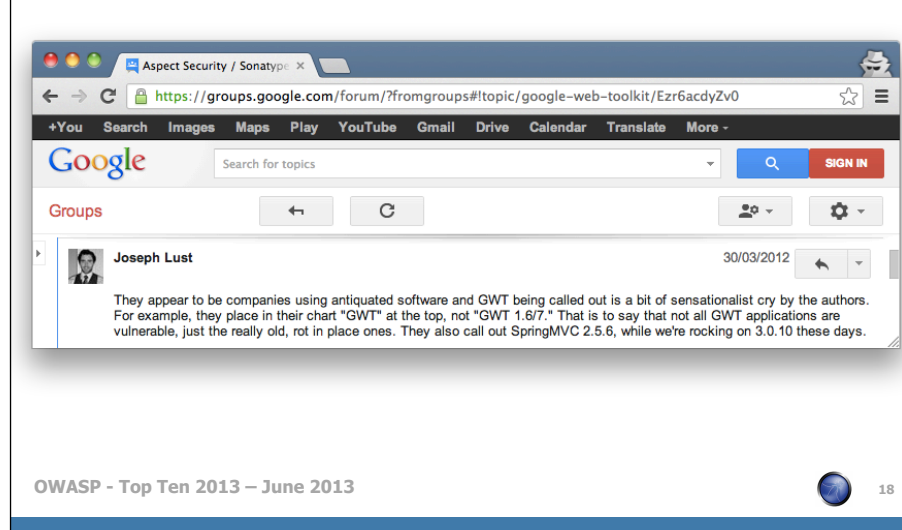 Aspect Security / Sonatype
https://groups.google.com/forum/?fromgroups#!topic/google-web-toolkit/Ezr6acdyZv0
+You Search Images Maps Play YouTube Gmail Drive Calendar Translate More
Google
Search for topics
SIGN IN
Groups
Joseph Lust
30/03/2012
They appear to be companies using antiquated software and GWT being called out is a bit of sensationalist cry by the authors.
For example, they place in their chart "GWT" at the top, not "GWT 1.6/7." That is to say that not all GWT applications are
vulnerable, just the really old, rot in place ones. They also call out SpringMVC 2.5.6, while we're rocking on 3.0.10 these days.
OWASP - Top Ten 2013 – June 2013
18